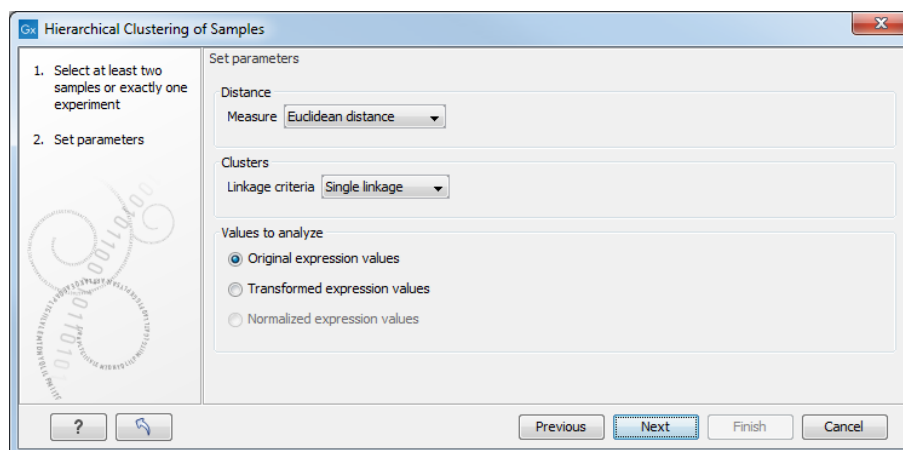 Gx Hierarchical Clustering of Samples
1. Select at least two
samples or exactly one
experiment
2. Set parameters
Set parameters
Distance
Measure Euclidean distance
Clusters
Linkage criteria Single linkage
Values to analyze
Original expression values
Transformed expression values
Normalized expression values
? Previous Next Finish Cancel